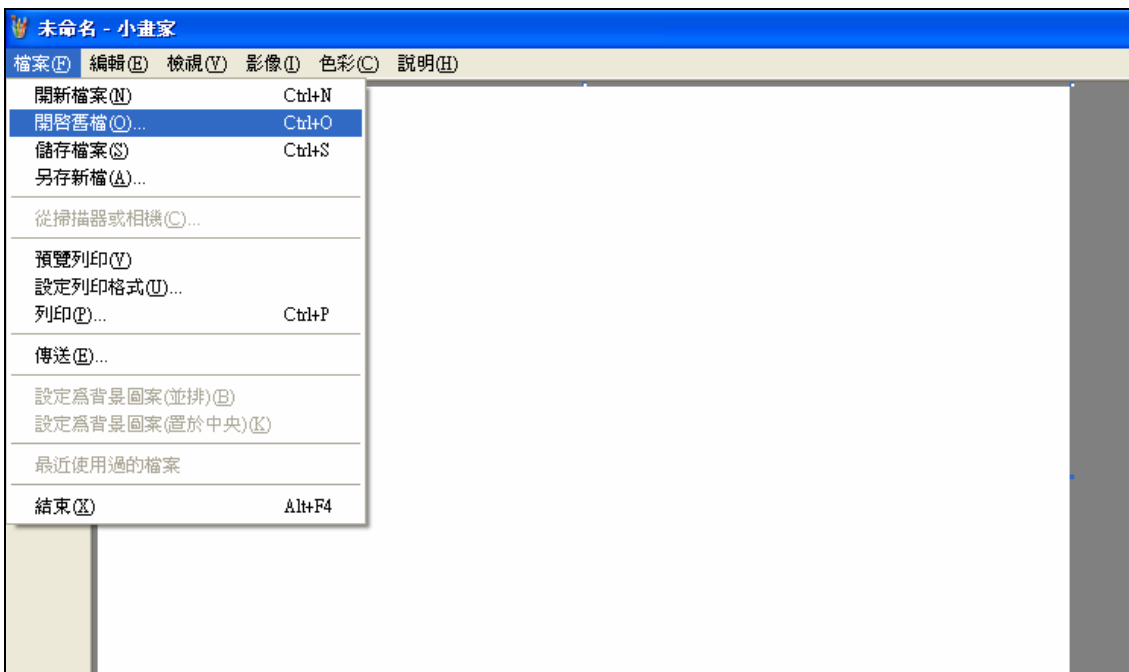 未命名 - 小畫家
檔案(F) 編輯(E) 檢視(V) 影像(I) 色彩(C) 說明(H)
開新檔案(N) Ctrl+N
開啓舊檔(O)... Ctrl+O
儲存檔案(S) Ctrl+S
另存新檔(A)...
從掃描器或相機(C)...
預覽列印(V)
設定列印格式(U)...
列印(P)... Ctrl+P
傳送(E)...
設定爲背景圖案(並排)(B)
設定爲背景圖案(置於中央)(K)
最近使用過的檔案
結束(X) Alt+F4